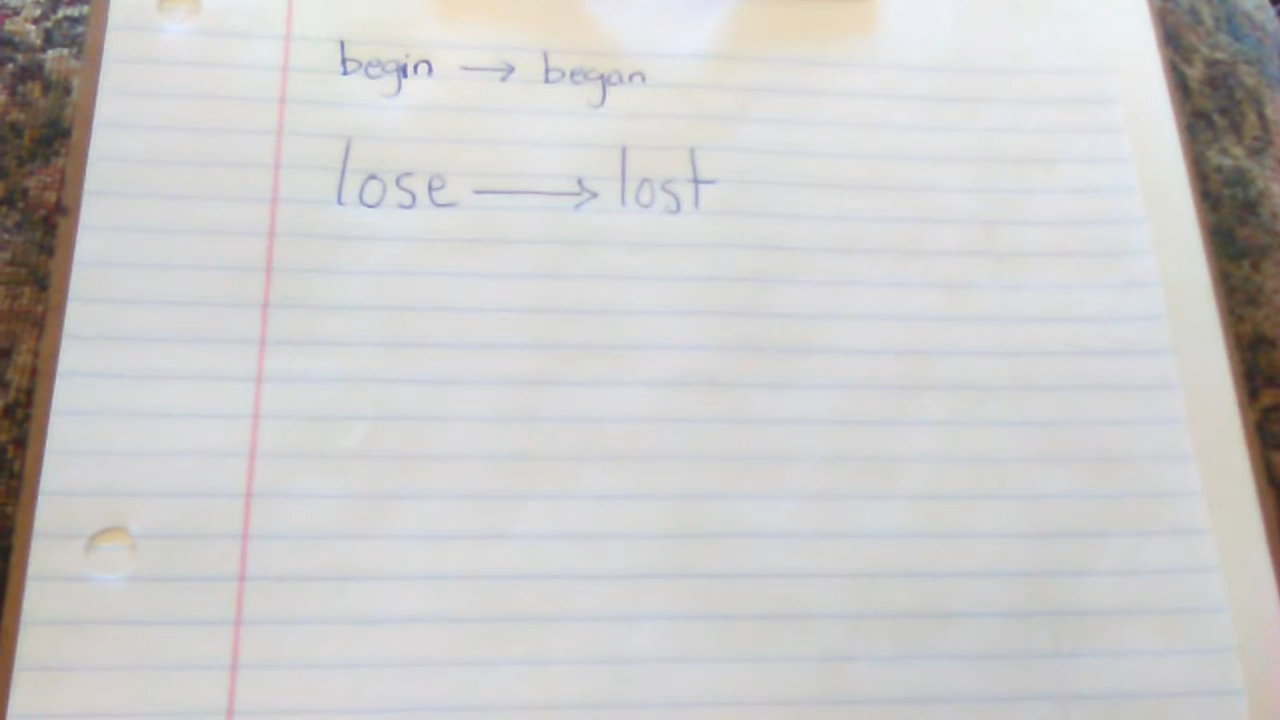 begin → began
lose → lost